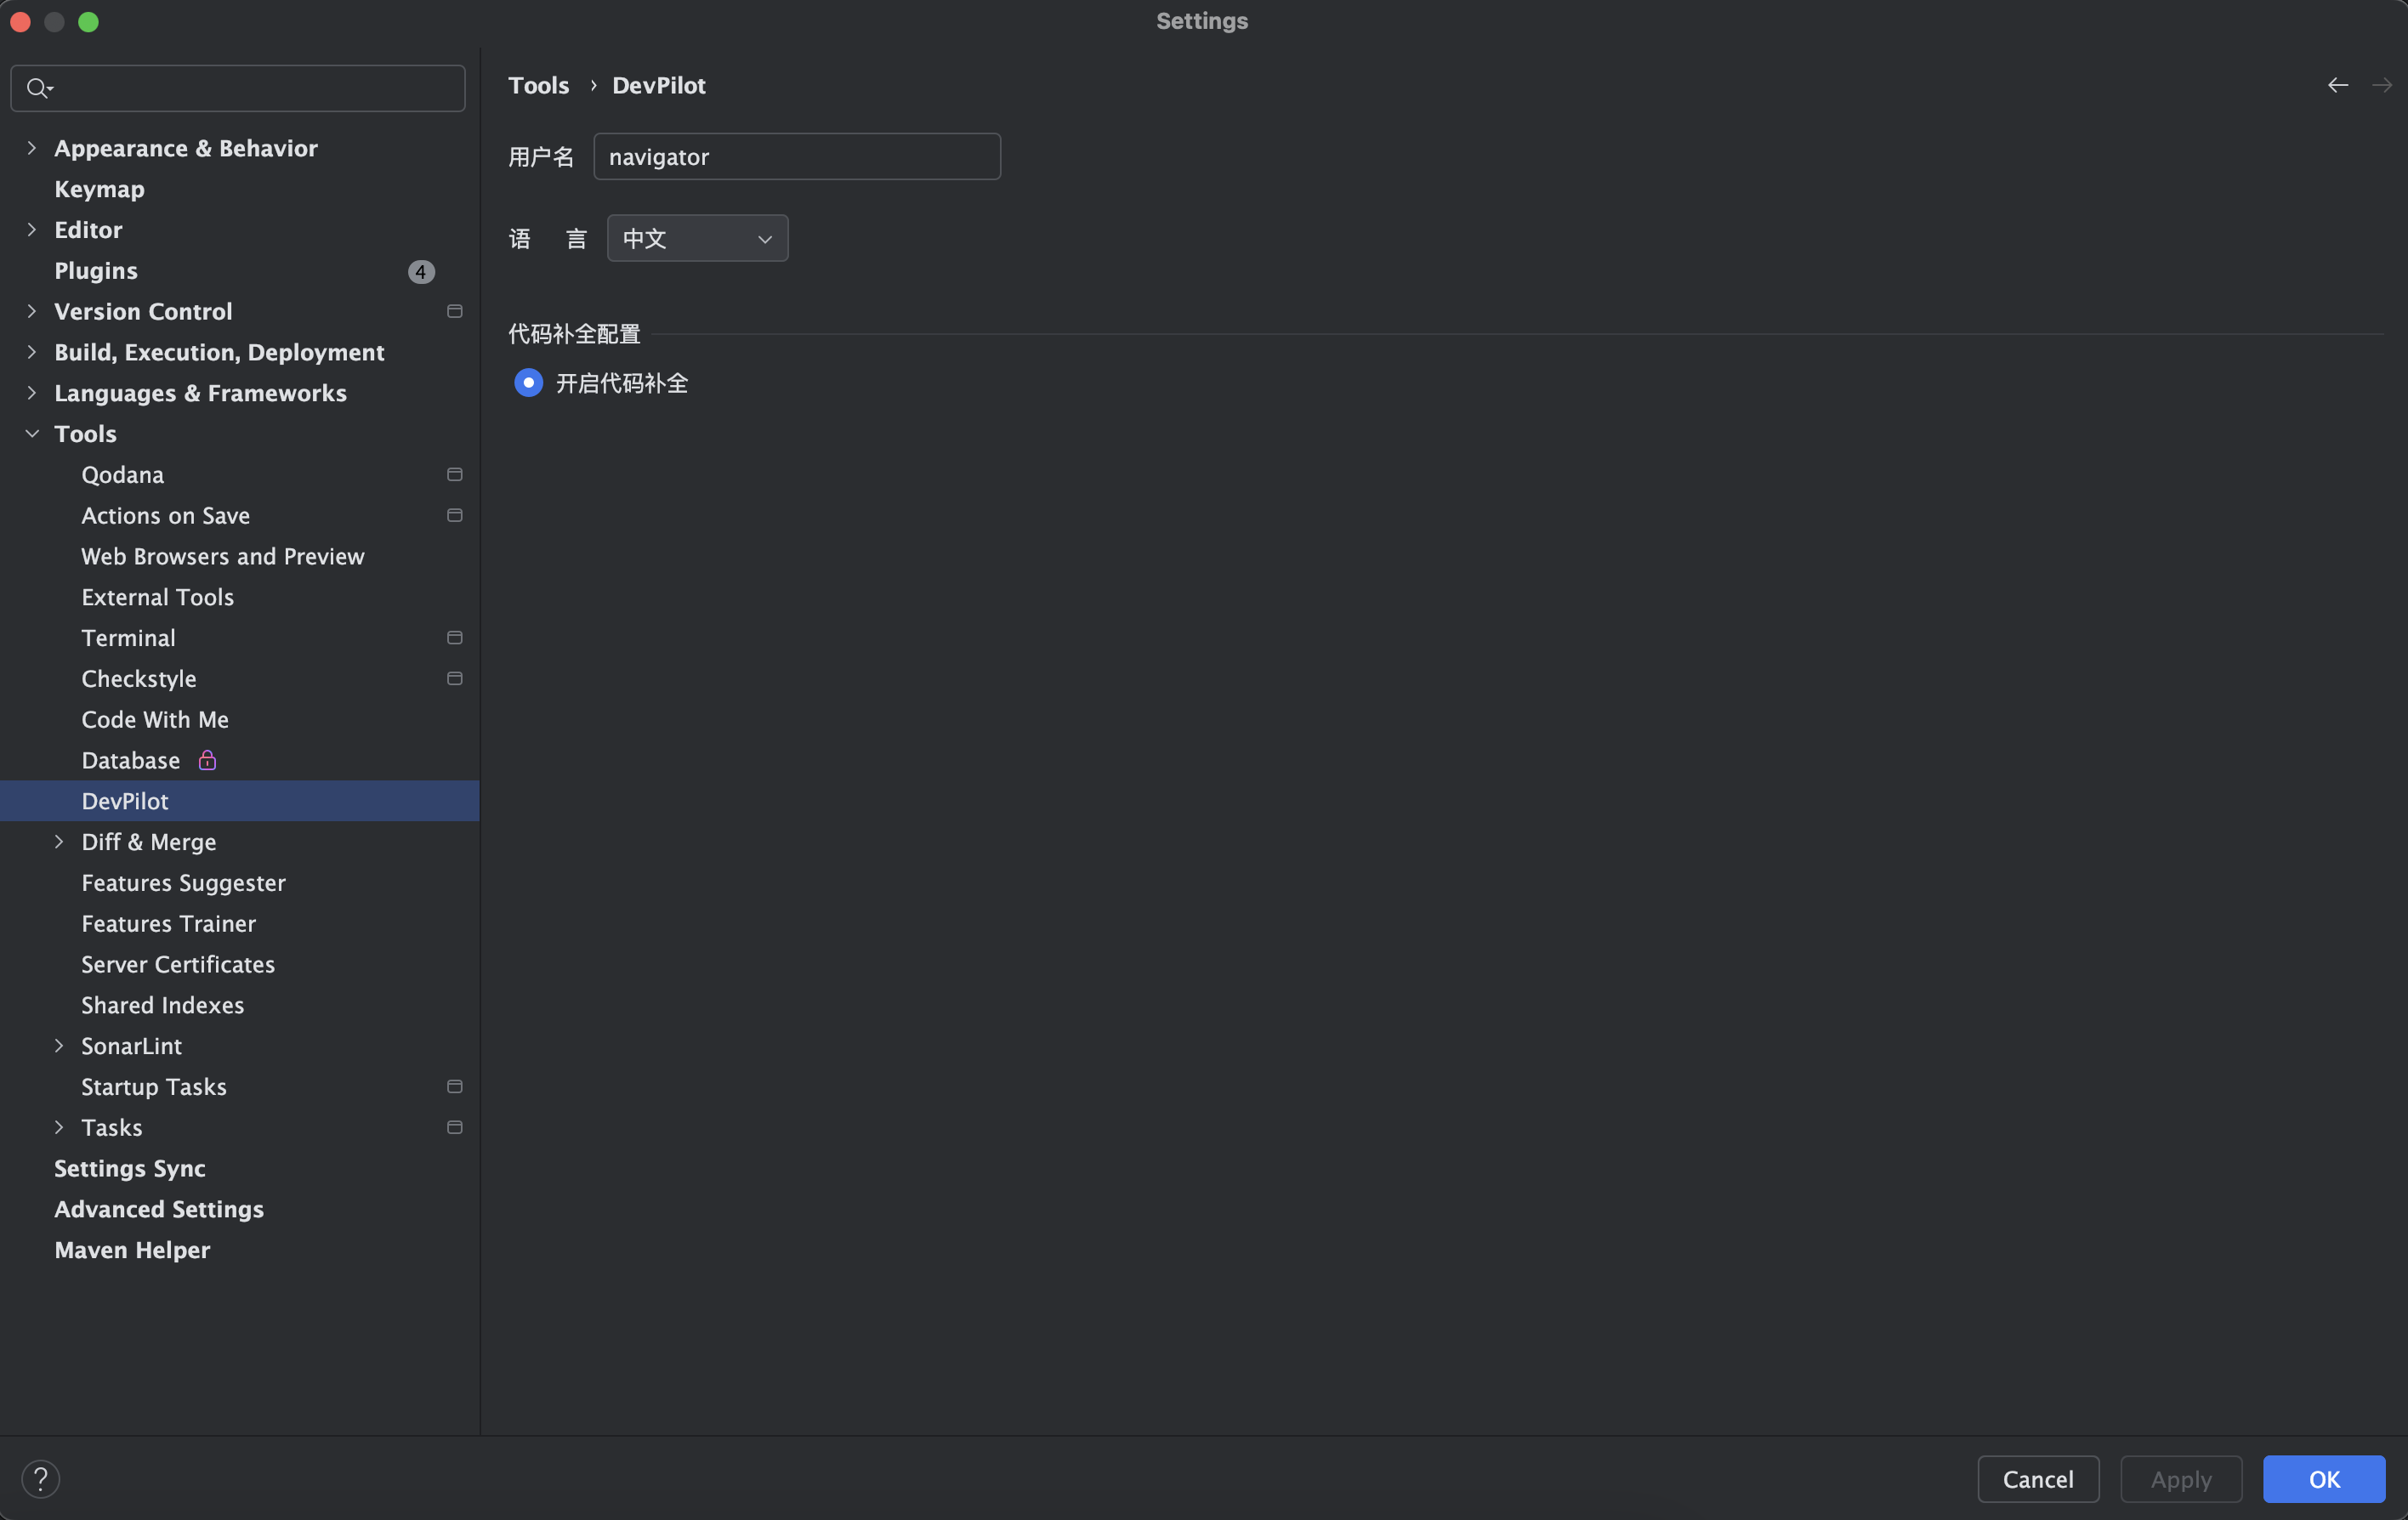 Settings
Appearance & Behavior
Keymap
Editor
Plugins 4
Version Control
Build, Execution, Deployment
Languages & Frameworks
Tools
Qodana
Actions on Save
Web Browsers and Preview
External Tools
Terminal
Checkstyle
Code With Me
Database
DevPilot
Diff & Merge
Features Suggester
Features Trainer
Server Certificates
Shared Indexes
SonarLint
Startup Tasks
Tasks
Settings Sync
Advanced Settings
Maven Helper
Tools › DevPilot
用户名 navigator
语 言 中文
代码补全配置
开启代码补全
? Cancel Apply OK